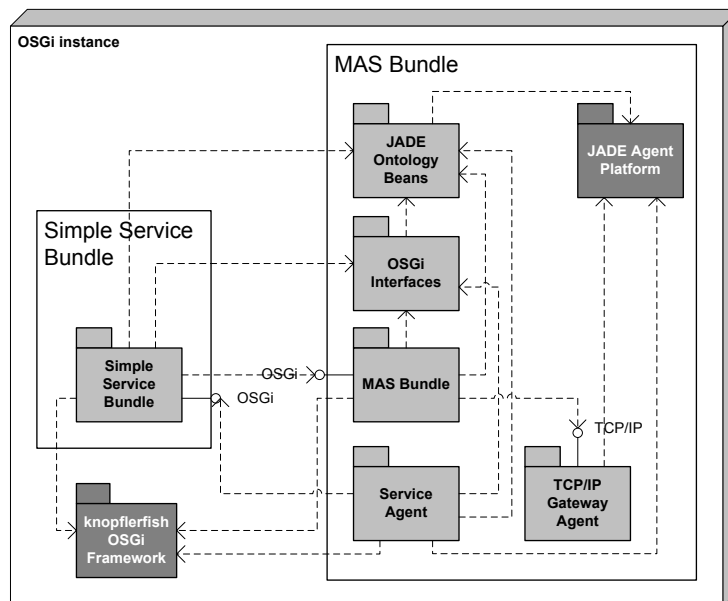 OSGi instance
MAS Bundle
JADE
Ontology
Beans
JADE Agent
Platform
Simple Service
Bundle
OSGi
Interfaces
Simple
Service
Bundle
OSGi
OSGi
MAS Bundle
TCP/IP
knopflerfish
OSGi
Framework
Service
Agent
TCP/IP
Gateway
Agent